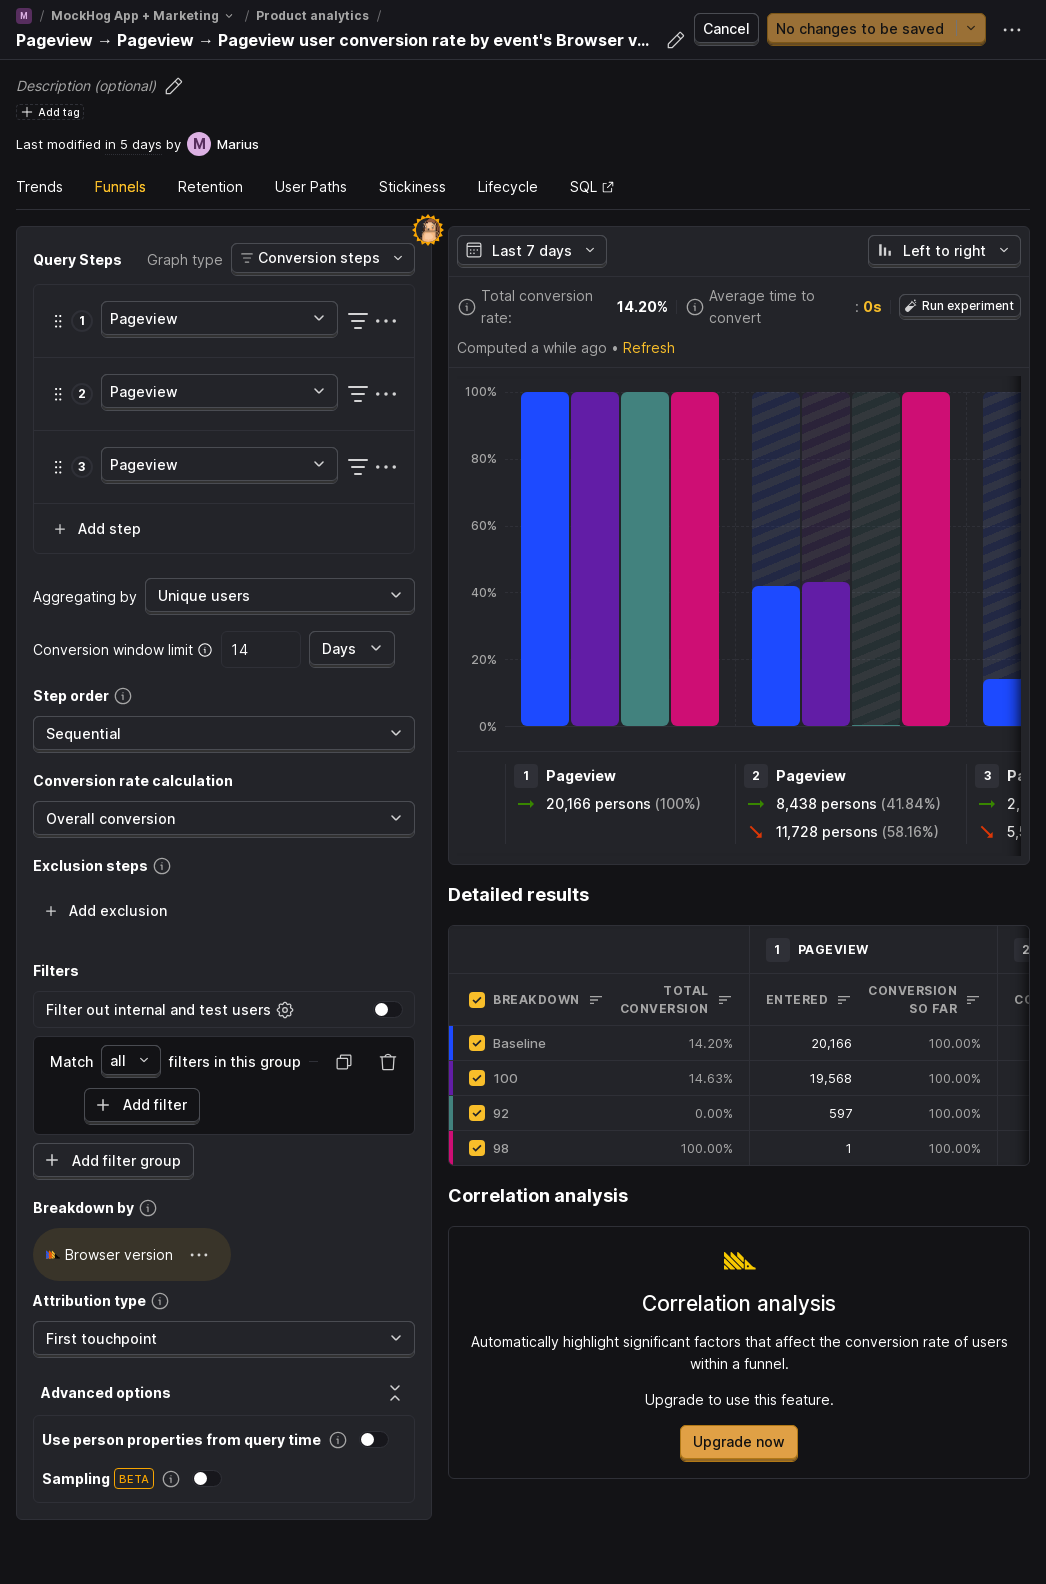 M / MockHog App + Marketing / Product analytics /
Pageview → Pageview → Pageview user conversion rate by event's Browser v...
Cancel
No changes to be saved
Description (optional)
Add tag
Last modified in 5 days by M Marius
Trends Funnels Retention User Paths Stickiness Lifecycle SQL
Query Steps Graph type Conversion steps
1 Pageview
2 Pageview
3 Pageview
Add step
Aggregating by Unique users
Conversion window limit 14 Days
Step order
Sequential
Conversion rate calculation
Overall conversion
Exclusion steps
Add exclusion
Filters
Filter out internal and test users
Match all filters in this group
Add filter
Add filter group
Breakdown by
Browser version
Attribution type
First touchpoint
Advanced options
Use person properties from query time
Sampling BETA
Last 7 days Left to right
Total conversion
rate:
14.20%
Average time to
convert
: 0s
Run experiment
Computed a while ago • Refresh
100%
80%
60%
40%
20%
0%
1 Pageview
20,166 persons (100%)
2 Pageview
8,438 persons (41.84%)
11,728 persons (58.16%)
3 Pa
2,
5,5
Detailed results
1 PAGEVIEW 2
BREAKDOWN TOTAL CONVERSION ENTERED CONVERSION SO FAR CO
Baseline 14.20% 20,166 100.00%
100 14.63% 19,568 100.00%
92 0.00% 597 100.00%
98 100.00% 1 100.00%
Correlation analysis
Correlation analysis
Automatically highlight significant factors that affect the conversion rate of users
within a funnel.
Upgrade to use this feature.
Upgrade now